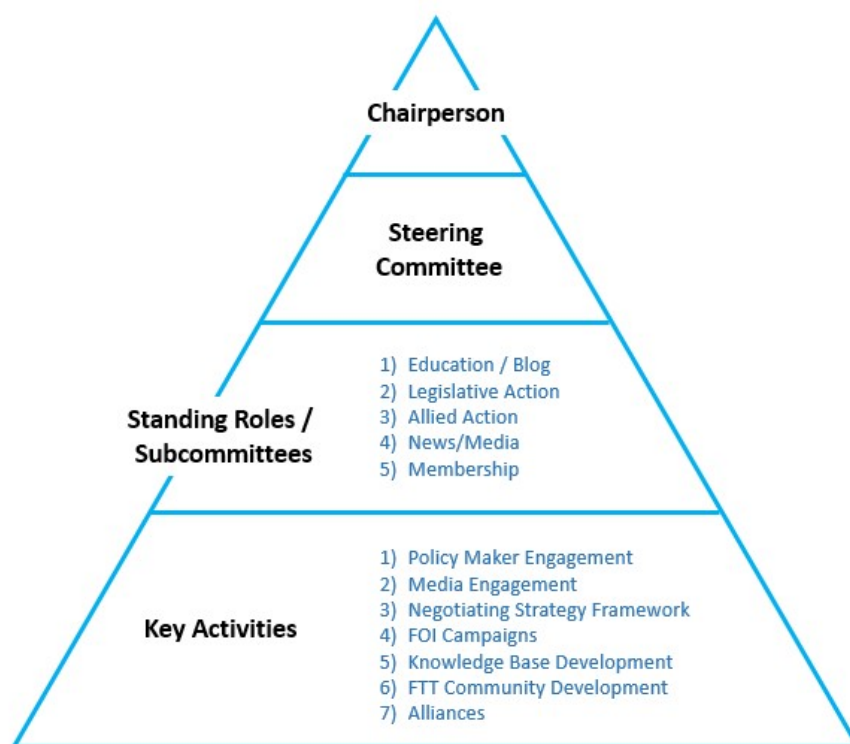 Chairperson
Steering
Committee
Standing Roles /
Subcommittees
1) Education / Blog
2) Legislative Action
3) Allied Action
4) News/Media
5) Membership
Key Activities
1) Policy Maker Engagement
2) Media Engagement
3) Negotiating Strategy Framework
4) FOI Campaigns
5) Knowledge Base Development
6) FTT Community Development
7) Alliances